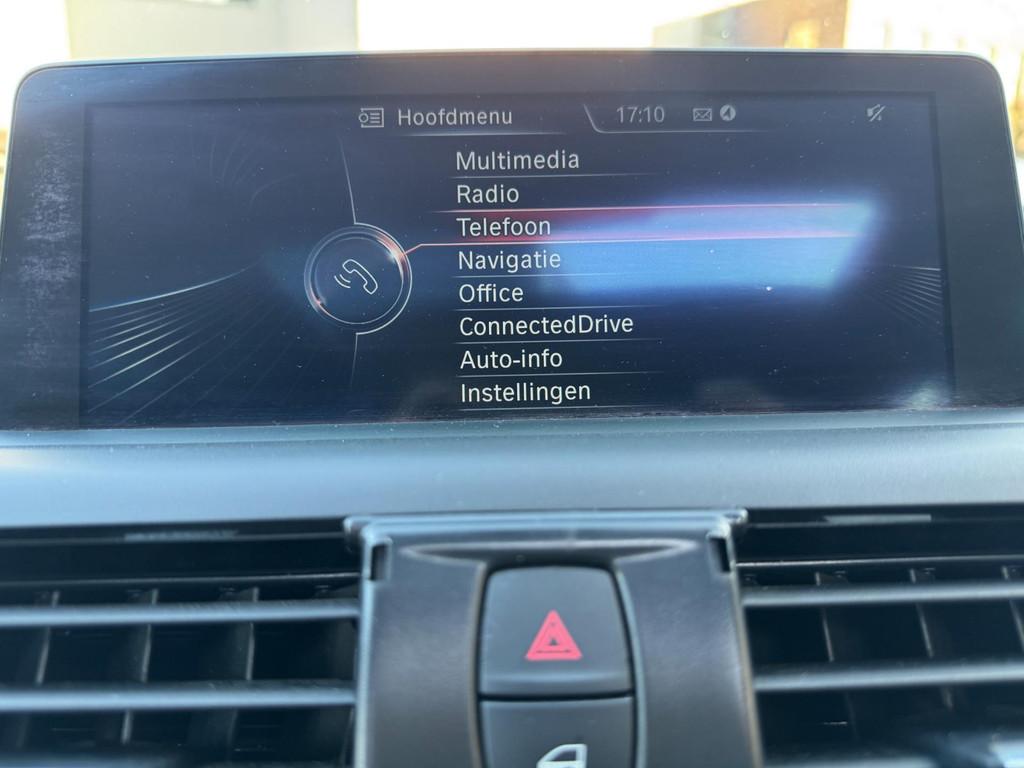 Hoofdmenu 17:10
Multimedia
Radio
Telefoon
Navigatie
Office
ConnectedDrive
Auto-info
Instellingen